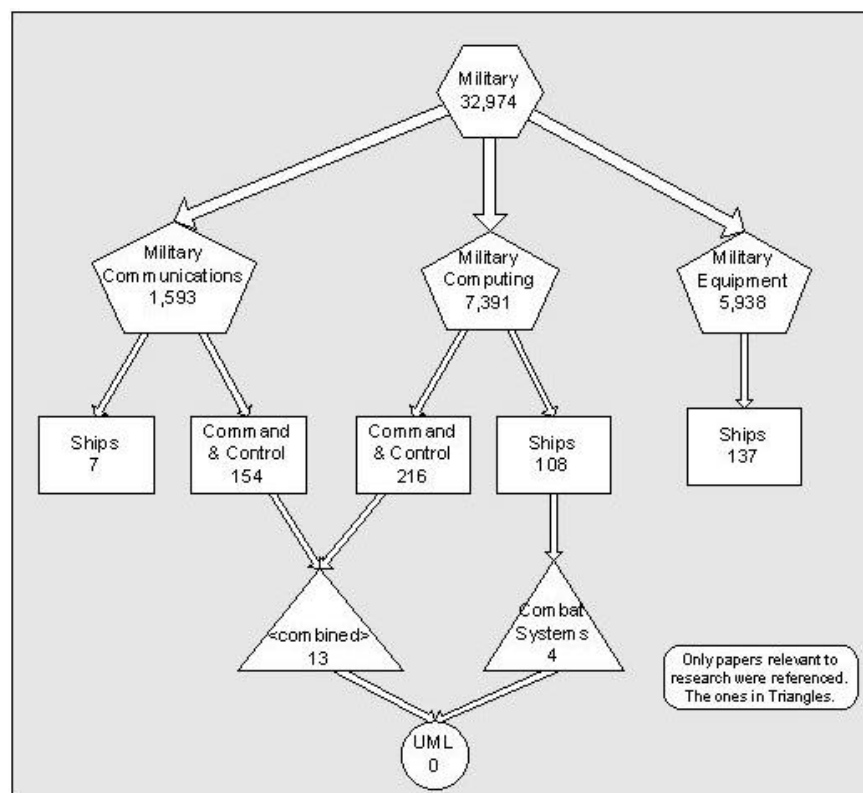 Military
32,974
Military
Communications
1,593
Military
Computing
7,391
Military
Equipment
5,938
Ships
7
Command
& Control
154
Command
& Control
216
Ships
108
Ships
137
<combined>
13
Combat
Systems
4
Only papers relevant to
research were referenced.
The ones in Triangles.
UML
0